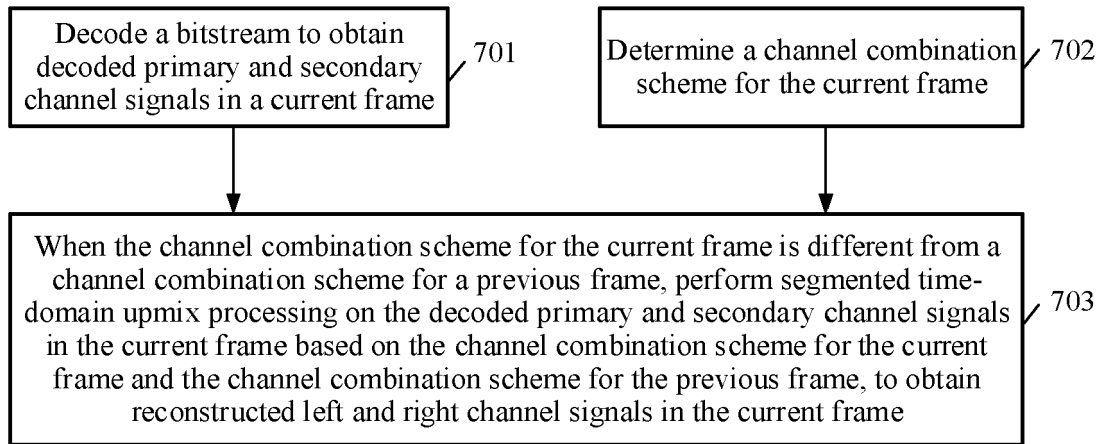 Decode a bitstream to obtain
decoded primary and secondary
channel signals in a current frame
701
Determine a channel combination
scheme for the current frame
702
When the channel combination scheme for the current frame is different from a
channel combination scheme for a previous frame, perform segmented time-
domain upmix processing on the decoded primary and secondary channel signals
in the current frame based on the channel combination scheme for the current
frame and the channel combination scheme for the previous frame, to obtain
reconstructed left and right channel signals in the current frame
703